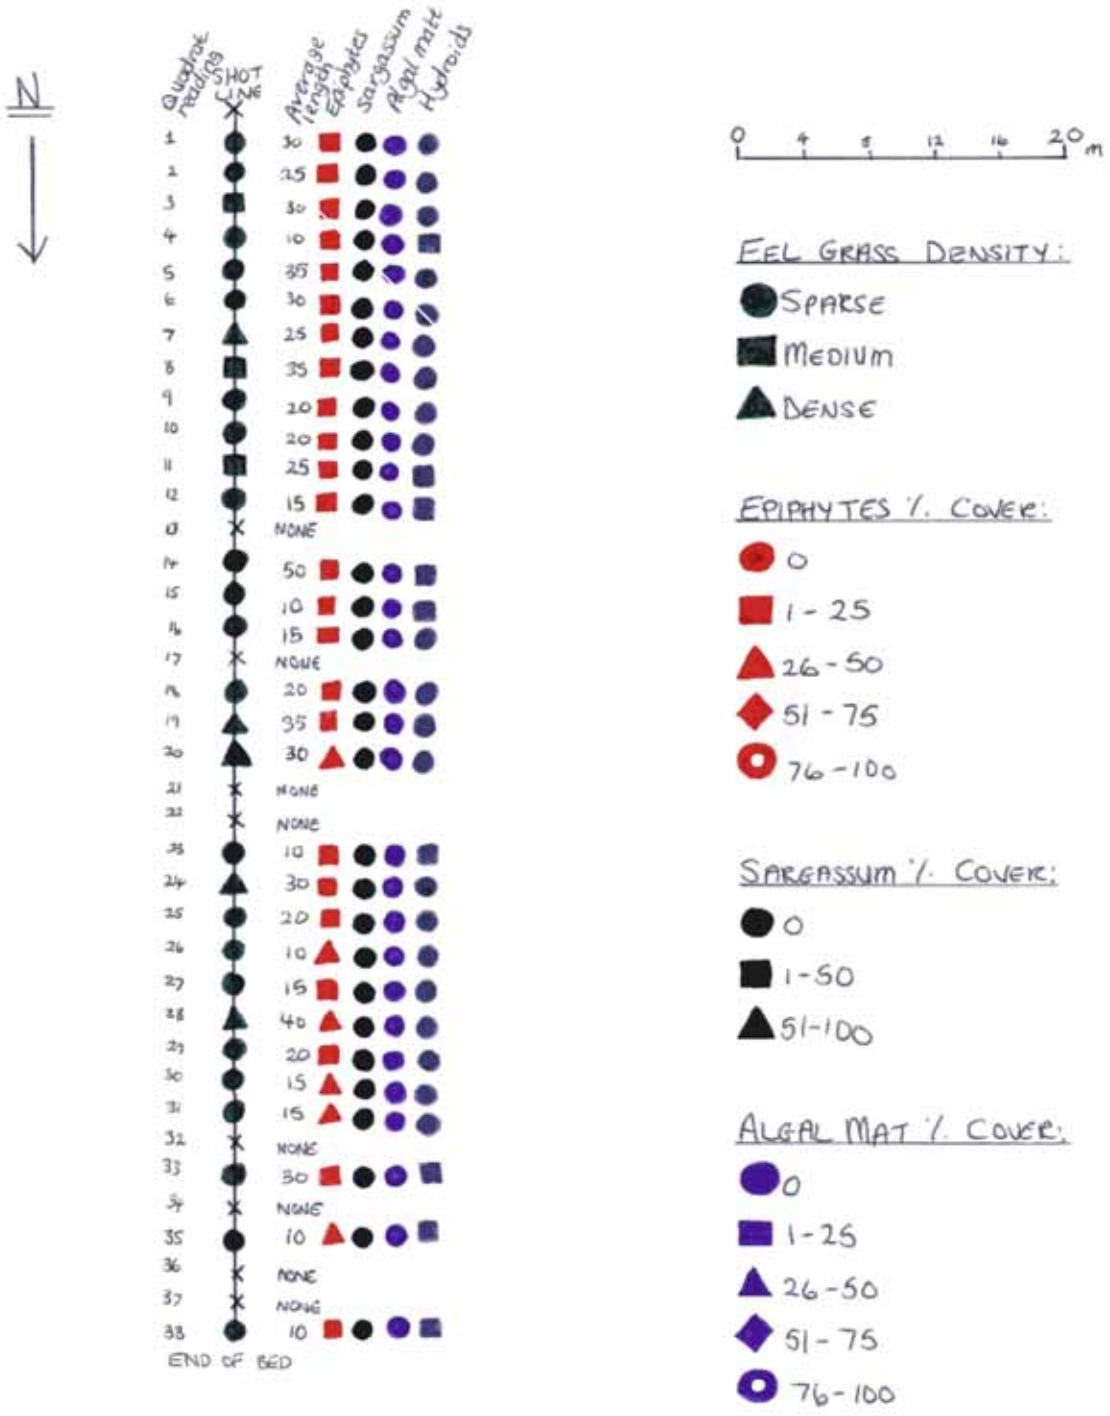 N
Quadrat reading
SHOT LINE
Average length
Epiphytes
Sargassum
Algal matt
Hydroids
1 30
2 25
3 30
4 10
5 35
6 30
7 25
8 35
9 20
10 20
11 25
12 15
13 NONE
14 50
15 10
16 15
17 NONE
18 20
19 35
20 30
21 NONE
22 NONE
23 10
24 30
25 20
26 10
27 15
28 40
29 20
30 15
31 15
32 NONE
33 30
34 NONE
35 10
36 NONE
37 NONE
38 10
END OF BED
0 4 8 12 16 20 m
EEL GRASS DENSITY:
SPARSE
MEDIUM
DENSE
EPIPHYTES % COVER:
0
1-25
26-50
51-75
76-100
SARGASSUM % COVER:
0
1-50
51-100
ALGAL MAT % COVER:
0
1-25
26-50
51-75
76-100